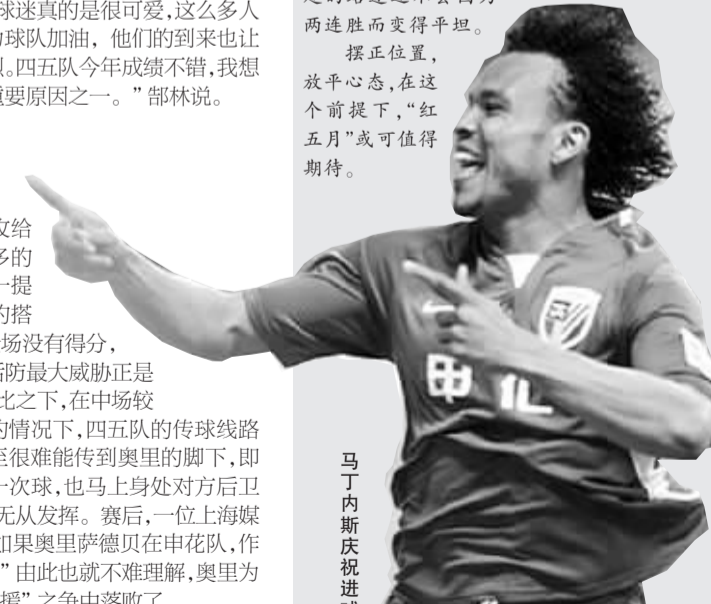 球迷真的是很可爱,这么多人
球队加油，他们的到来也让
。四五队今年成绩不错,我想
重要原因之一。”郜林说。
给
多的
一提
的搭
场没有得分，
后防最大威胁正是
比之下,在中场较
的情况下,四五队的传球线路
至很难能传到奥里的脚下,即
一次球,也马上身处对方后卫
无从发挥。赛后,一位上海媒
如果奥里萨德贝在申花队,作
”由此也就不难理解,奥里为
援”之争中落败了
两连胜而变得平坦。
摆正位置，
放平心态,在这
个前提下,“红
五月”或可值得
期待。
申花
马丁内斯庆祝进